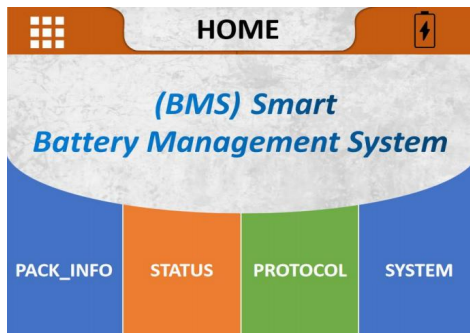 HOME
(BMS) Smart
Battery Management System
PACK_INFO
STATUS
PROTOCOL
SYSTEM